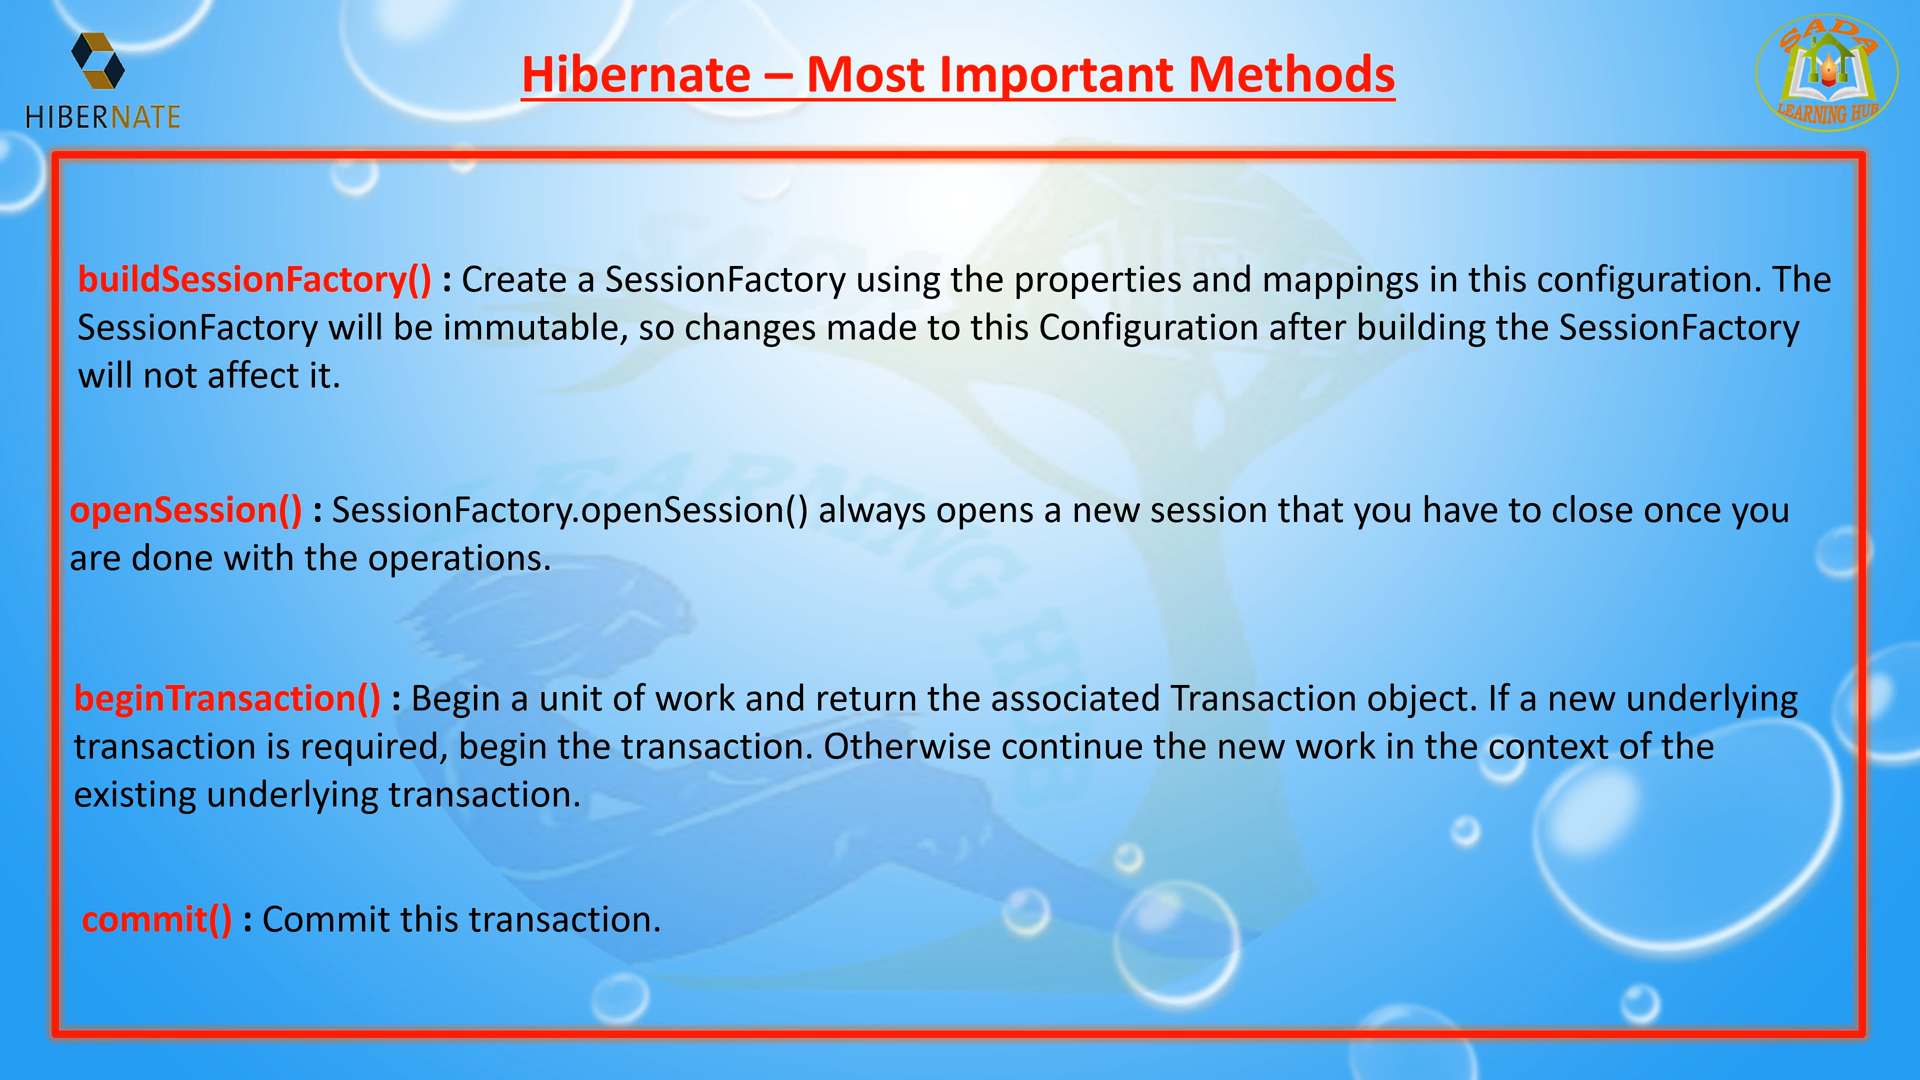 HIBERNATE
Hibernate – Most Important Methods
SADA
LEARNING HUB
buildSessionFactory() : Create a SessionFactory using the properties and mappings in this configuration. The
SessionFactory will be immutable, so changes made to this Configuration after building the SessionFactory
will not affect it.
openSession() : SessionFactory.openSession() always opens a new session that you have to close once you
are done with the operations.
beginTransaction() : Begin a unit of work and return the associated Transaction object. If a new underlying
transaction is required, begin the transaction. Otherwise continue the new work in the context of the
existing underlying transaction.
commit() : Commit this transaction.
LEARNING HUB